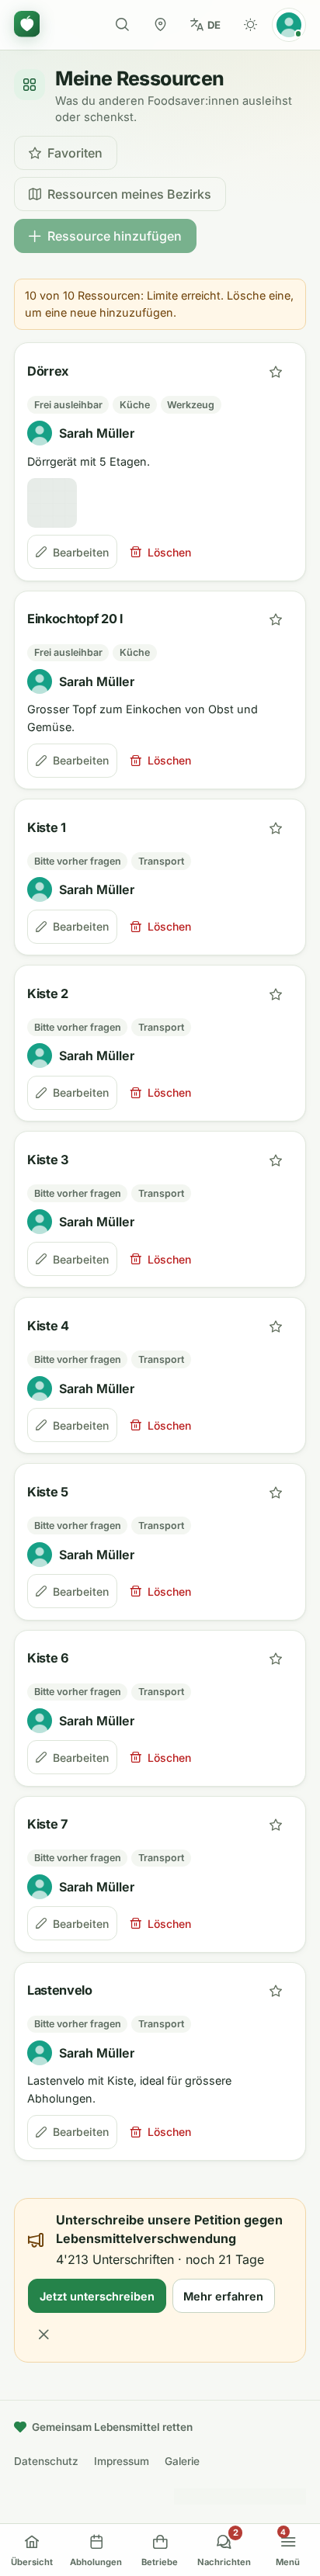 DE
Meine Ressourcen
Was du anderen Foodsaver:innen ausleihst
oder schenkst.
Favoriten
Ressourcen meines Bezirks
Ressource hinzufügen
10 von 10 Ressourcen: Limite erreicht. Lösche eine,
um eine neue hinzuzufügen.
Dörrex
Frei ausleihbar Küche Werkzeug
Sarah Müller
Dörrgerät mit 5 Etagen.
Bearbeiten Löschen
Einkochtopf 20 l
Frei ausleihbar Küche
Sarah Müller
Grosser Topf zum Einkochen von Obst und
Gemüse.
Bearbeiten Löschen
Kiste 1
Bitte vorher fragen Transport
Sarah Müller
Bearbeiten Löschen
Kiste 2
Bitte vorher fragen Transport
Sarah Müller
Bearbeiten Löschen
Kiste 3
Bitte vorher fragen Transport
Sarah Müller
Bearbeiten Löschen
Kiste 4
Bitte vorher fragen Transport
Sarah Müller
Bearbeiten Löschen
Kiste 5
Bitte vorher fragen Transport
Sarah Müller
Bearbeiten Löschen
Kiste 6
Bitte vorher fragen Transport
Sarah Müller
Bearbeiten Löschen
Kiste 7
Bitte vorher fragen Transport
Sarah Müller
Bearbeiten Löschen
Lastenvelo
Bitte vorher fragen Transport
Sarah Müller
Lastenvelo mit Kiste, ideal für grössere
Abholungen.
Bearbeiten Löschen
Unterschreibe unsere Petition gegen
Lebensmittelverschwendung
4'213 Unterschriften · noch 21 Tage
Jetzt unterschreiben Mehr erfahren
Gemeinsam Lebensmittel retten
Datenschutz Impressum Galerie
2 4
Übersicht Abholungen Betriebe Nachrichten Menü